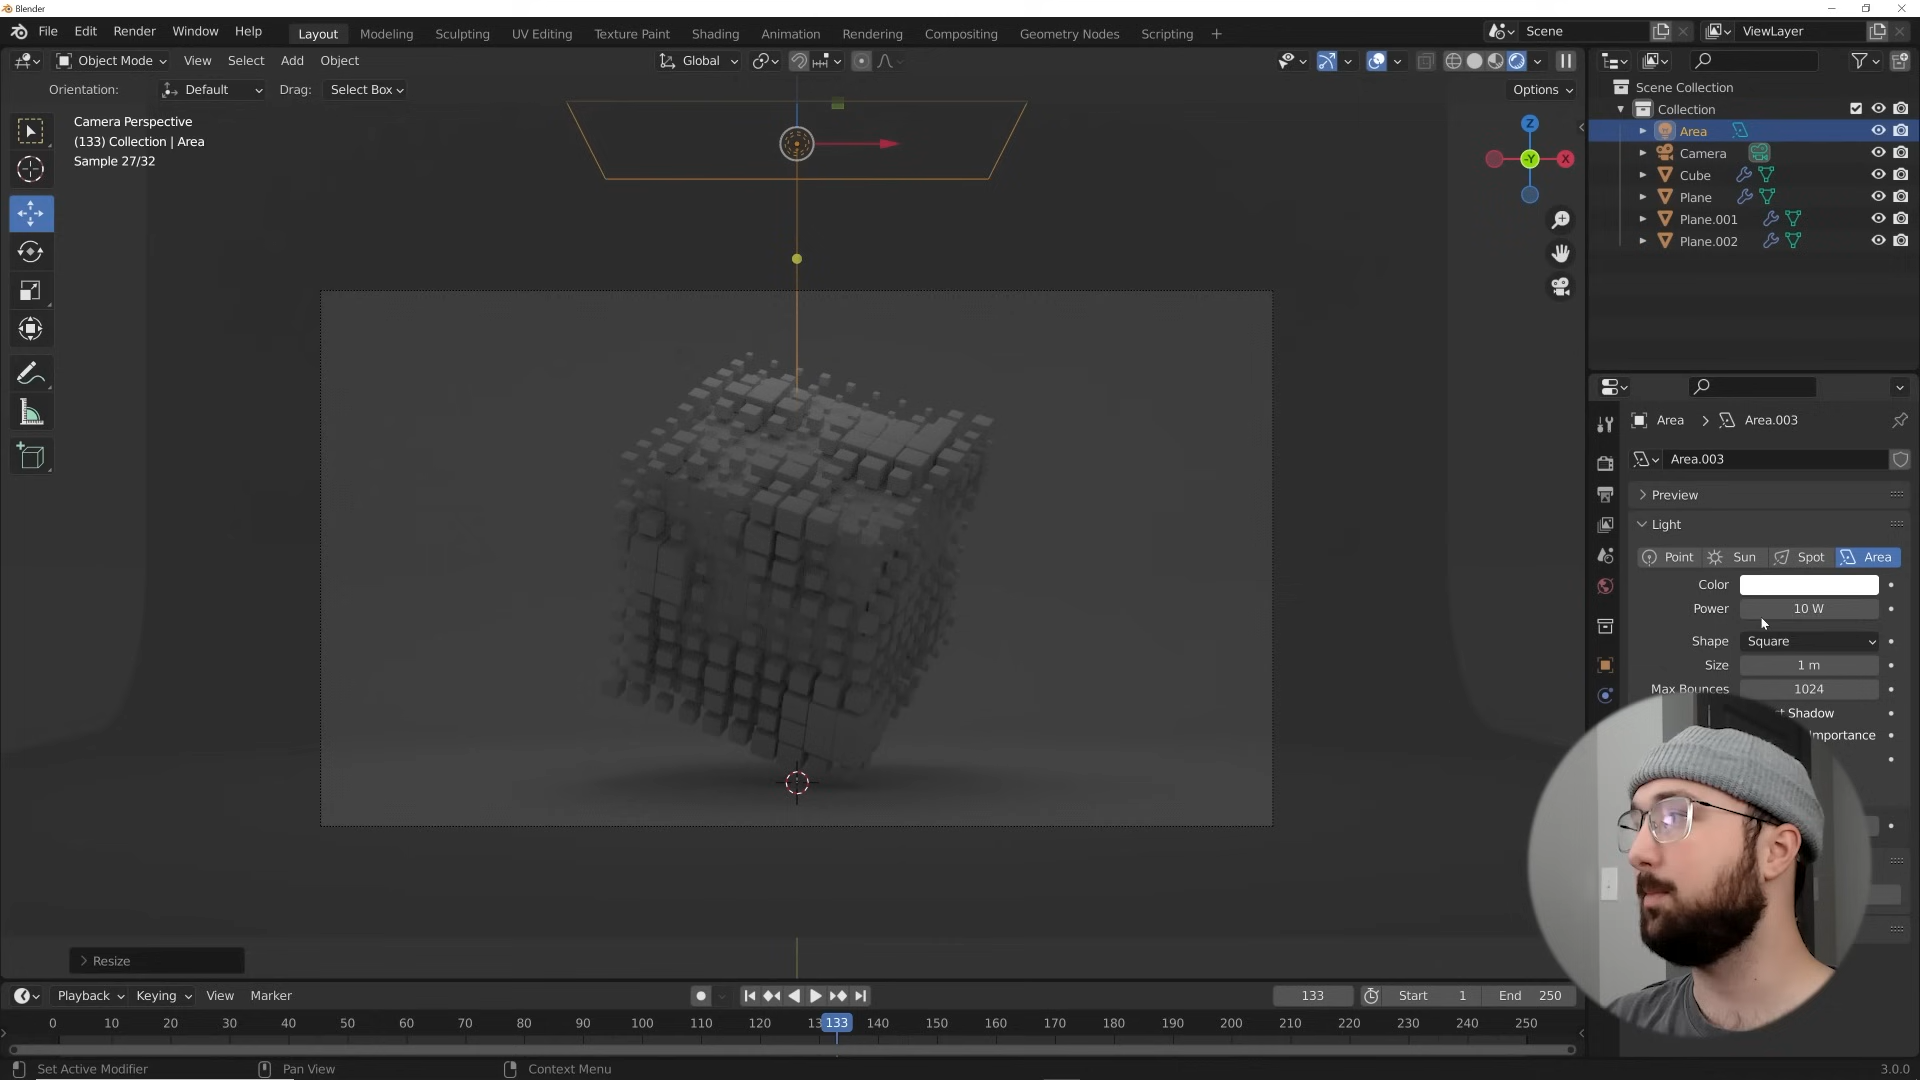 Blender
File Edit Render Window Help
Layout Modeling Sculpting UV Editing Texture Paint Shading Animation Rendering Compositing Geometry Nodes Scripting +
Scene
ViewLayer
Object Mode View Select Add Object
Global
Orientation: Default Drag: Select Box
Options
Camera Perspective
(133) Collection | Area
Sample 27/32
Z
-Y
X
Scene Collection
Collection
Area
Camera
Cube
Plane
Plane.001
Plane.002
Area > Area.003
Area.003
Preview
Light
Point Sun Spot Area
Color
Power 10 W
Shape Square
Size 1 m
Max Bounces 1024
t Shadow
Importance
Resize
Playback Keying View Marker
133 Start 1 End 250
0 10 20 30 40 50 60 70 80 90 100 110 120 13 133 140 150 160 170 180 190 200 210 220 230 240 250
Set Active Modifier Pan View Context Menu 3.0.0